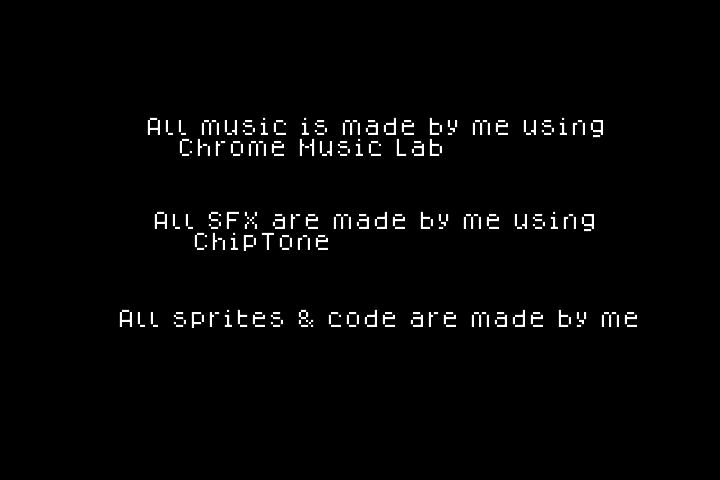 All music is made by me using
Chrome Music Lab
All SFX are made by me using
ChipTone
All sprites & code are made by me